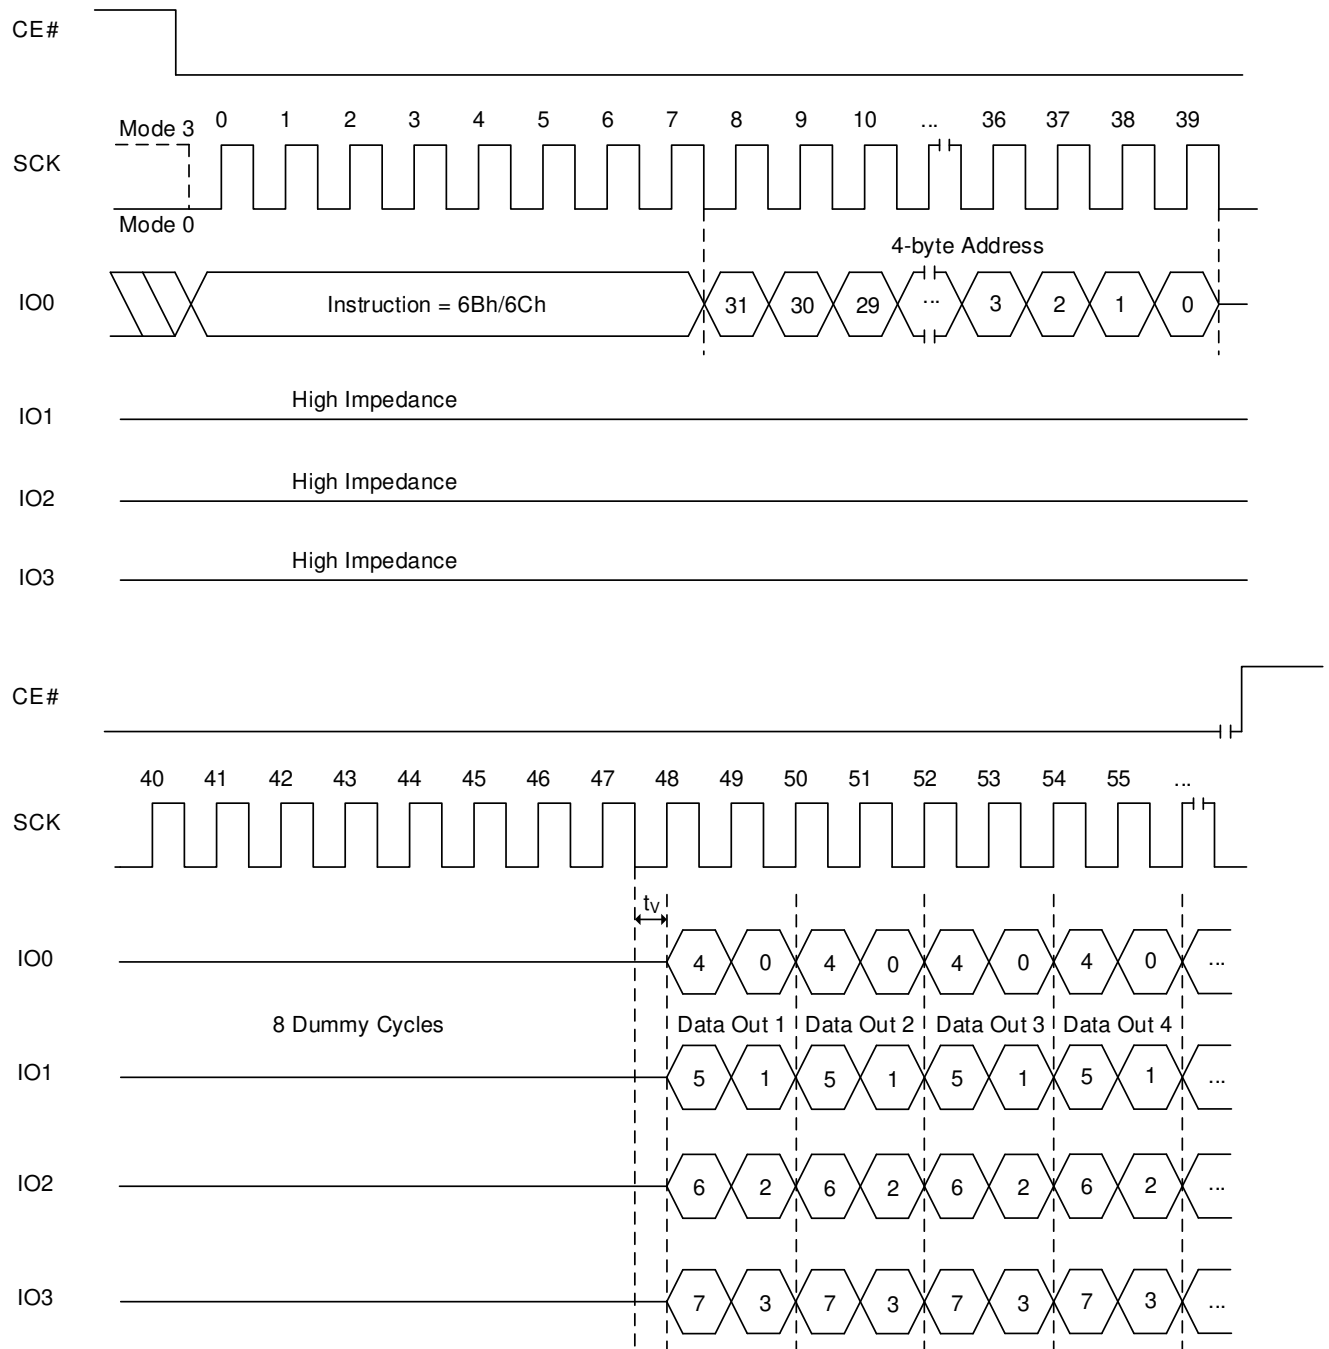 CE#
Mode 3 0 1 2 3 4 5 6 7 8 9 10 ... 36 37 38 39
SCK
Mode 0
4-byte Address
IO0 Instruction = 6Bh/6Ch 31 30 29 ... 3 2 1 0
High Impedance
IO1
High Impedance
IO2
High Impedance
IO3
CE#
40 41 42 43 44 45 46 47 48 49 50 51 52 53 54 55 ...
SCK
tV
IO0 4 0 4 0 4 0 4 0 ...
8 Dummy Cycles Data Out 1 Data Out 2 Data Out 3 Data Out 4
IO1 5 1 5 1 5 1 5 1 ...
IO2 6 2 6 2 6 2 6 2 ...
IO3 7 3 7 3 7 3 7 3 ...